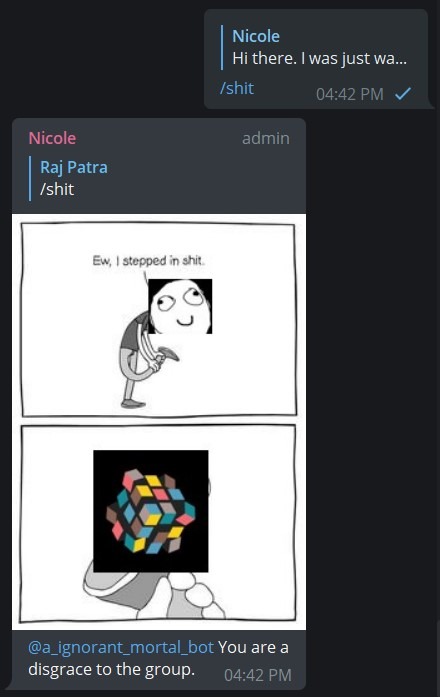 Nicole
Hi there. I was just wa...
/shit
04:42 PM
Nicole admin
Raj Patra
/shit
Ew, I stepped in shit.
@a_ignorant_mortal_bot You are a
disgrace to the group.
04:42 PM